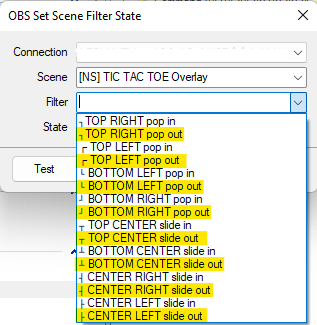 OBS Set Scene Filter State
Connection
Scene [NS] TIC TAC TOE Overlay
Filter
State
Test
┐TOP RIGHT pop in
┐TOP RIGHT pop out
┌ TOP LEFT pop in
┌ TOP LEFT pop out
└ BOTTOM LEFT pop in
└ BOTTOM LEFT pop out
┘ BOTTOM RIGHT pop in
┘ BOTTOM RIGHT pop out
┬ TOP CENTER slide in
┬ TOP CENTER slide out
┴ BOTTOM CENTER slide in
┴ BOTTOM CENTER slide out
┤ CENTER RIGHT slide in
┤ CENTER RIGHT slide out
├ CENTER LEFT slide in
├ CENTER LEFT slide out